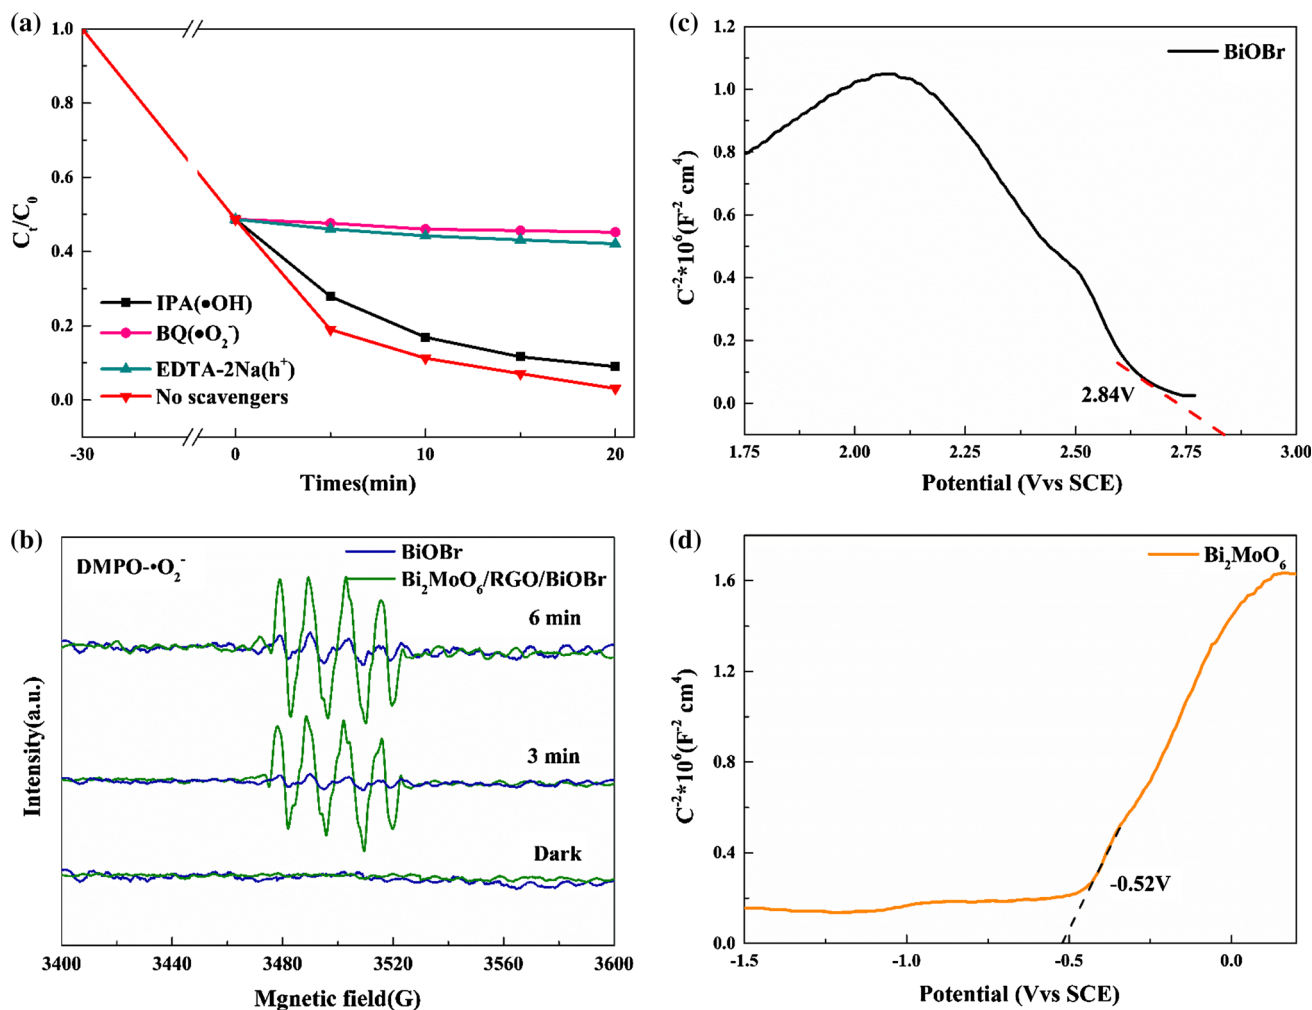 (a)
1.0
0.8
0.6
0.4
0.2
0.0
Cₜ/C₀
IPA(●OH)
BQ(●O₂⁻)
EDTA-2Na(h⁺)
No scavengers
-30
0
10
20
Times(min)
(c)
1.2
1.0
0.8
0.6
0.4
0.2
0.0
C⁻²*10⁶(F⁻² cm⁴)
BiOBr
2.84V
1.75
2.00
2.25
2.50
2.75
3.00
Potential (Vvs SCE)
(b)
DMPO-•O₂⁻
BiOBr
Bi₂MoO₆/RGO/BiOBr
6 min
3 min
Dark
Intensity(a.u.)
3400
3440
3480
3520
3560
3600
Mgnetic field(G)
(d)
1.6
1.2
0.8
0.4
0.0
C⁻²*10⁶(F⁻² cm⁴)
Bi₂MoO₆
-0.52V
-1.5
-1.0
-0.5
0.0
Potential (Vvs SCE)